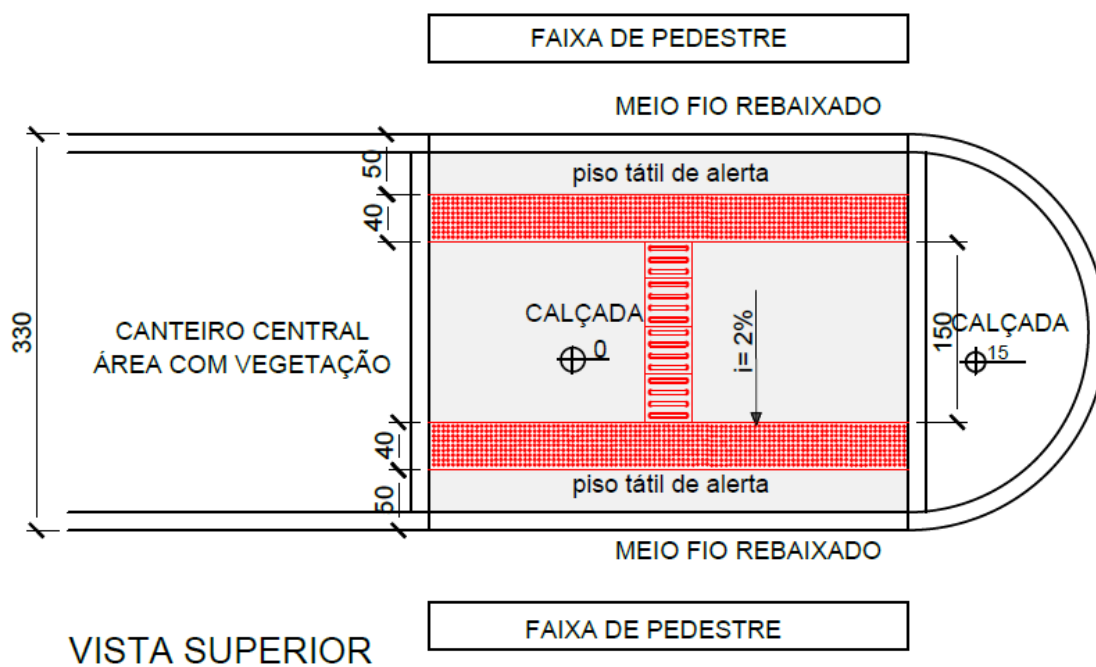 FAIXA DE PEDESTRE
MEIO FIO REBAIXADO
50
piso tátil de alerta
40
330
CANTEIRO CENTRAL
ÁREA COM VEGETAÇÃO
CALÇADA
0
i= 2%
150
CALÇADA
15
40
50
piso tátil de alerta
MEIO FIO REBAIXADO
FAIXA DE PEDESTRE
VISTA SUPERIOR